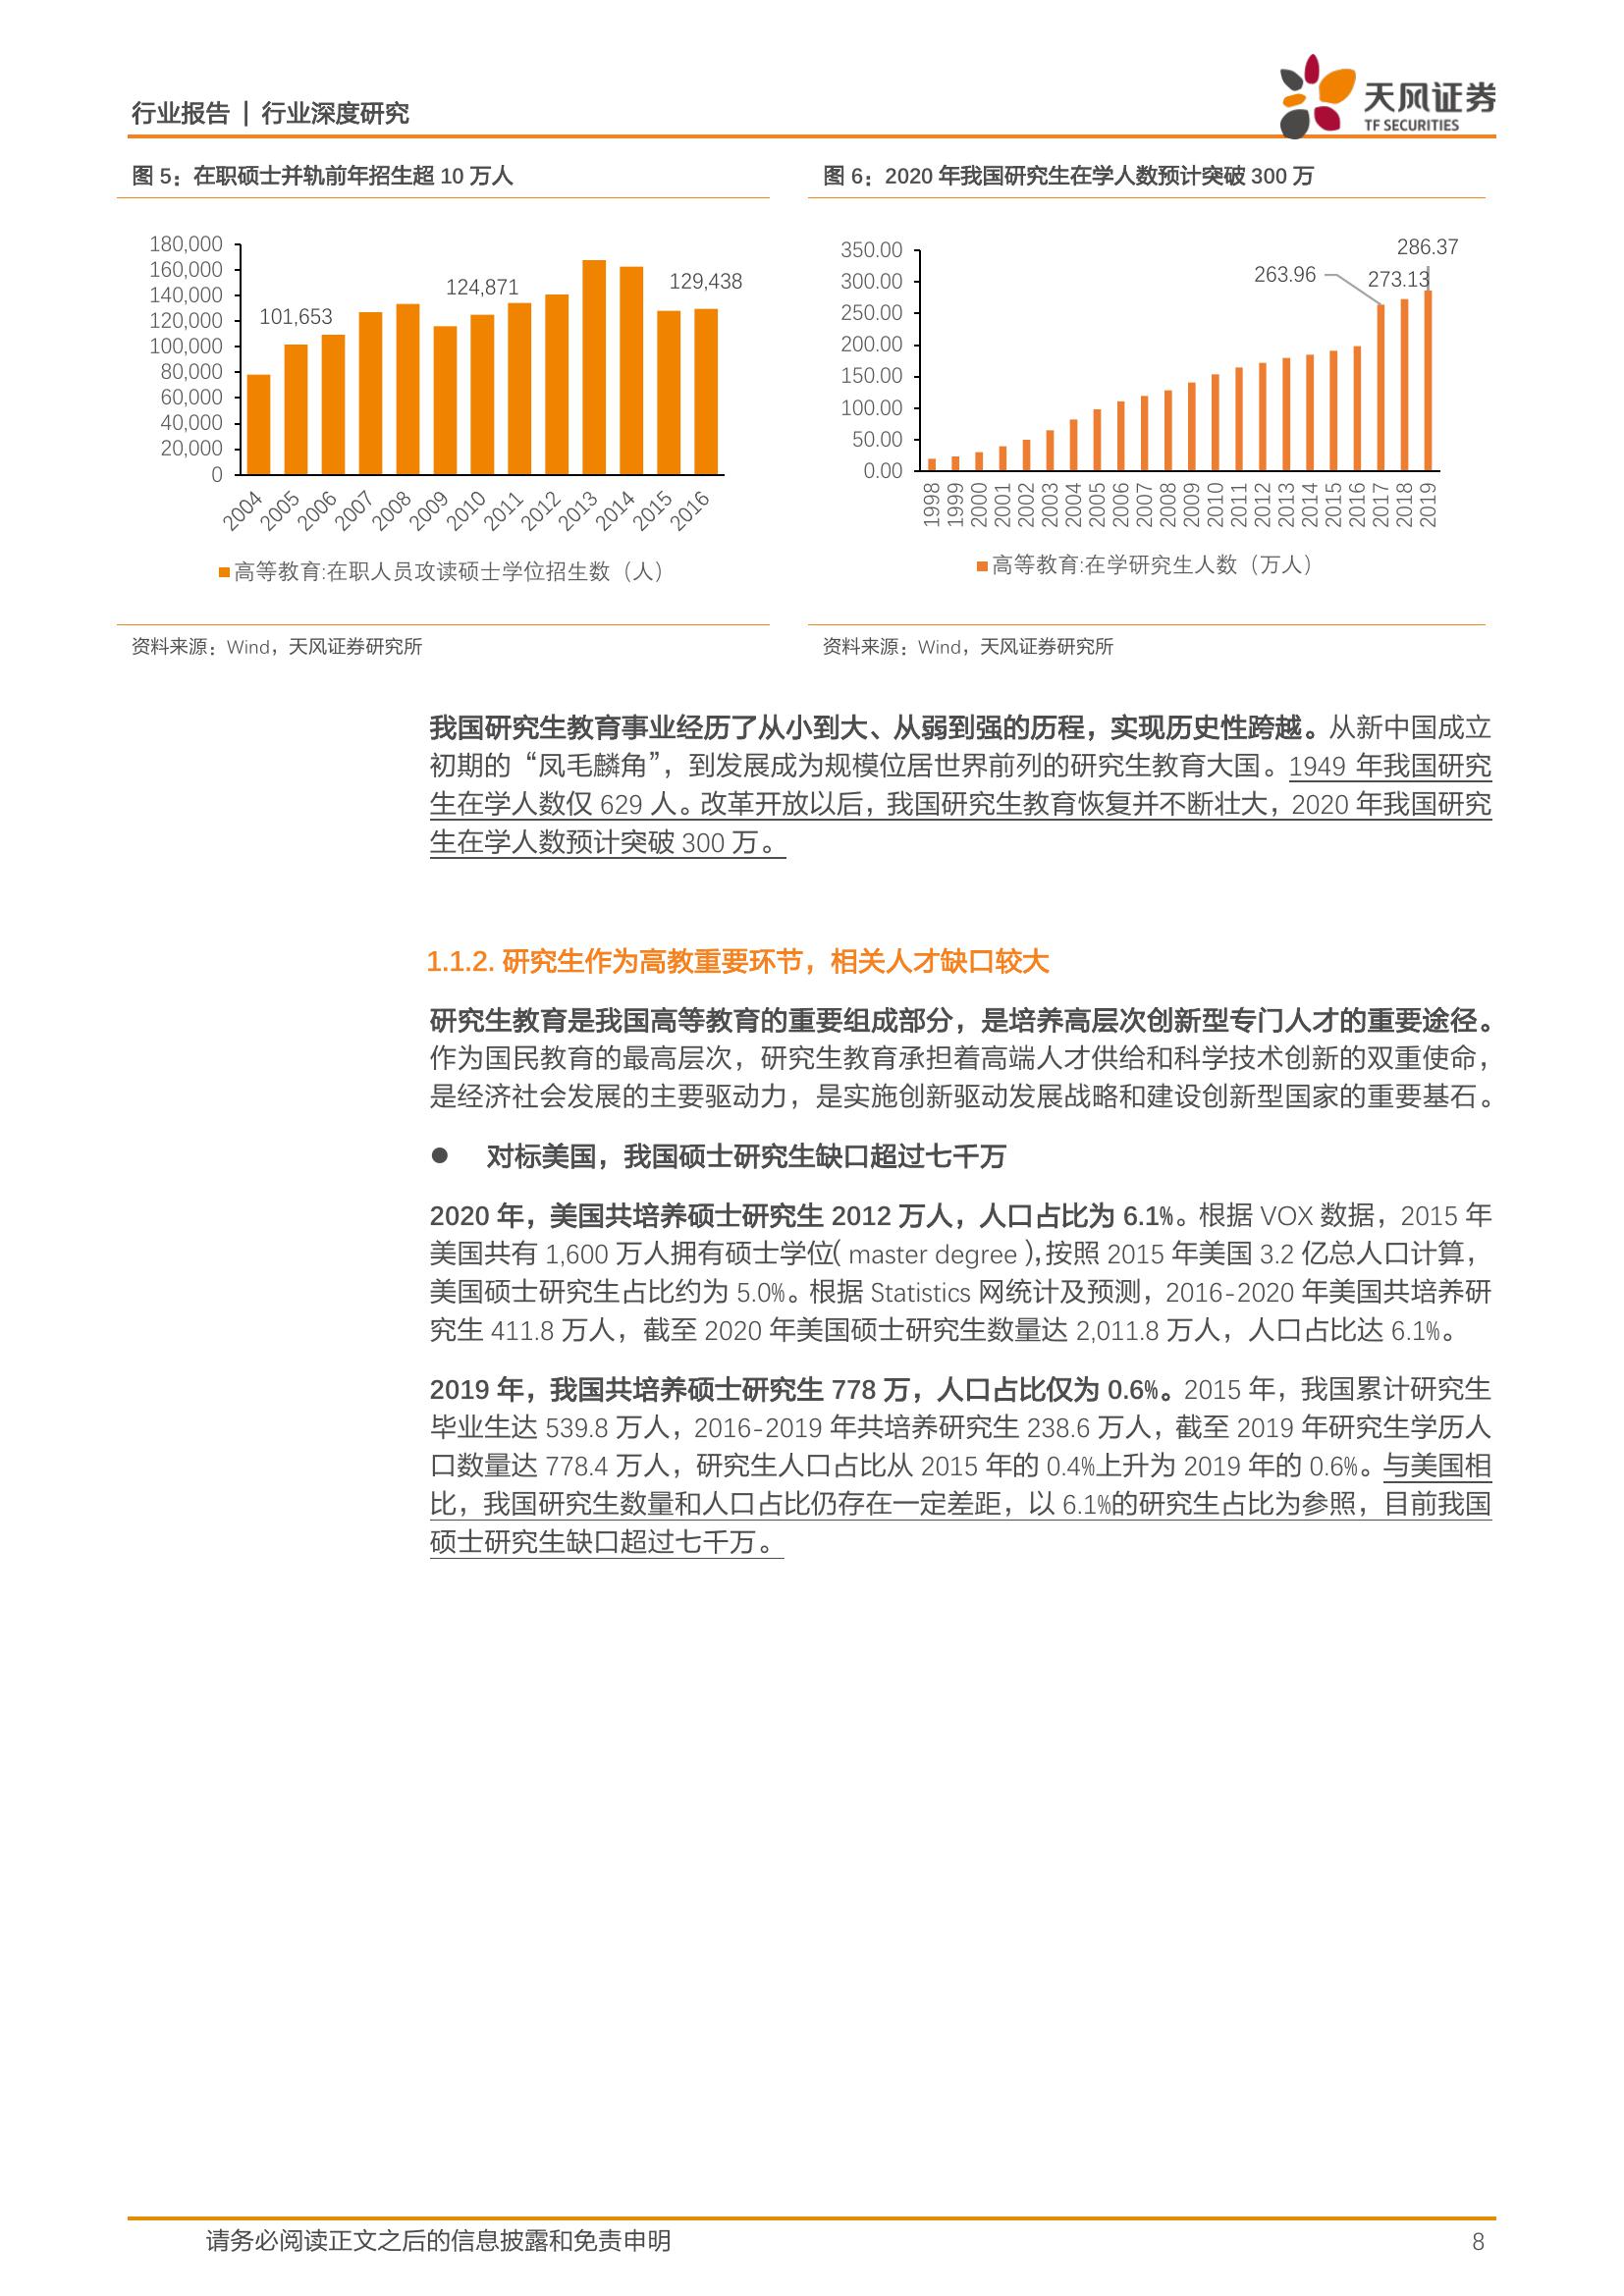 行业报告 | 行业深度研究
天风证券
TF SECURITIES
图 5：在职硕士并轨前年招生超 10 万人
180,000
160,000
140,000
120,000
100,000
80,000
60,000
40,000
20,000
0
101,653
124,871
129,438
2004 2005 2006 2007 2008 2009 2010 2011 2012 2013 2014 2015 2016
高等教育:在职人员攻读硕士学位招生数（人）
资料来源：Wind，天风证券研究所
图 6：2020 年我国研究生在学人数预计突破 300 万
350.00
300.00
250.00
200.00
150.00
100.00
50.00
0.00
263.96
273.13
286.37
1998 1999 2000 2001 2002 2003 2004 2005 2006 2007 2008 2009 2010 2011 2012 2013 2014 2015 2016 2017 2018 2019
高等教育:在学研究生人数（万人）
资料来源：Wind，天风证券研究所
我国研究生教育事业经历了从小到大、从弱到强的历程，实现历史性跨越。从新中国成立
初期的“凤毛麟角”，到发展成为规模位居世界前列的研究生教育大国。1949 年我国研究
生在学人数仅 629 人。改革开放以后，我国研究生教育恢复并不断壮大，2020 年我国研究
生在学人数预计突破 300 万。
1.1.2. 研究生作为高教重要环节，相关人才缺口较大
研究生教育是我国高等教育的重要组成部分，是培养高层次创新型专门人才的重要途径。
作为国民教育的最高层次，研究生教育承担着高端人才供给和科学技术创新的双重使命，
是经济社会发展的主要驱动力，是实施创新驱动发展战略和建设创新型国家的重要基石。
● 对标美国，我国硕士研究生缺口超过七千万
2020 年，美国共培养硕士研究生 2012 万人，人口占比为 6.1%。根据 VOX 数据，2015 年
美国共有 1,600 万人拥有硕士学位( master degree ),按照 2015 年美国 3.2 亿总人口计算，
美国硕士研究生占比约为 5.0%。根据 Statistics 网统计及预测，2016-2020 年美国共培养研
究生 411.8 万人，截至 2020 年美国硕士研究生数量达 2,011.8 万人，人口占比达 6.1%。
2019 年，我国共培养硕士研究生 778 万，人口占比仅为 0.6%。2015 年，我国累计研究生
毕业生达 539.8 万人，2016-2019 年共培养研究生 238.6 万人，截至 2019 年研究生学历人
口数量达 778.4 万人，研究生人口占比从 2015 年的 0.4%上升为 2019 年的 0.6%。与美国相
比，我国研究生数量和人口占比仍存在一定差距，以 6.1%的研究生占比为参照，目前我国
硕士研究生缺口超过七千万。
请务必阅读正文之后的信息披露和免责申明
8